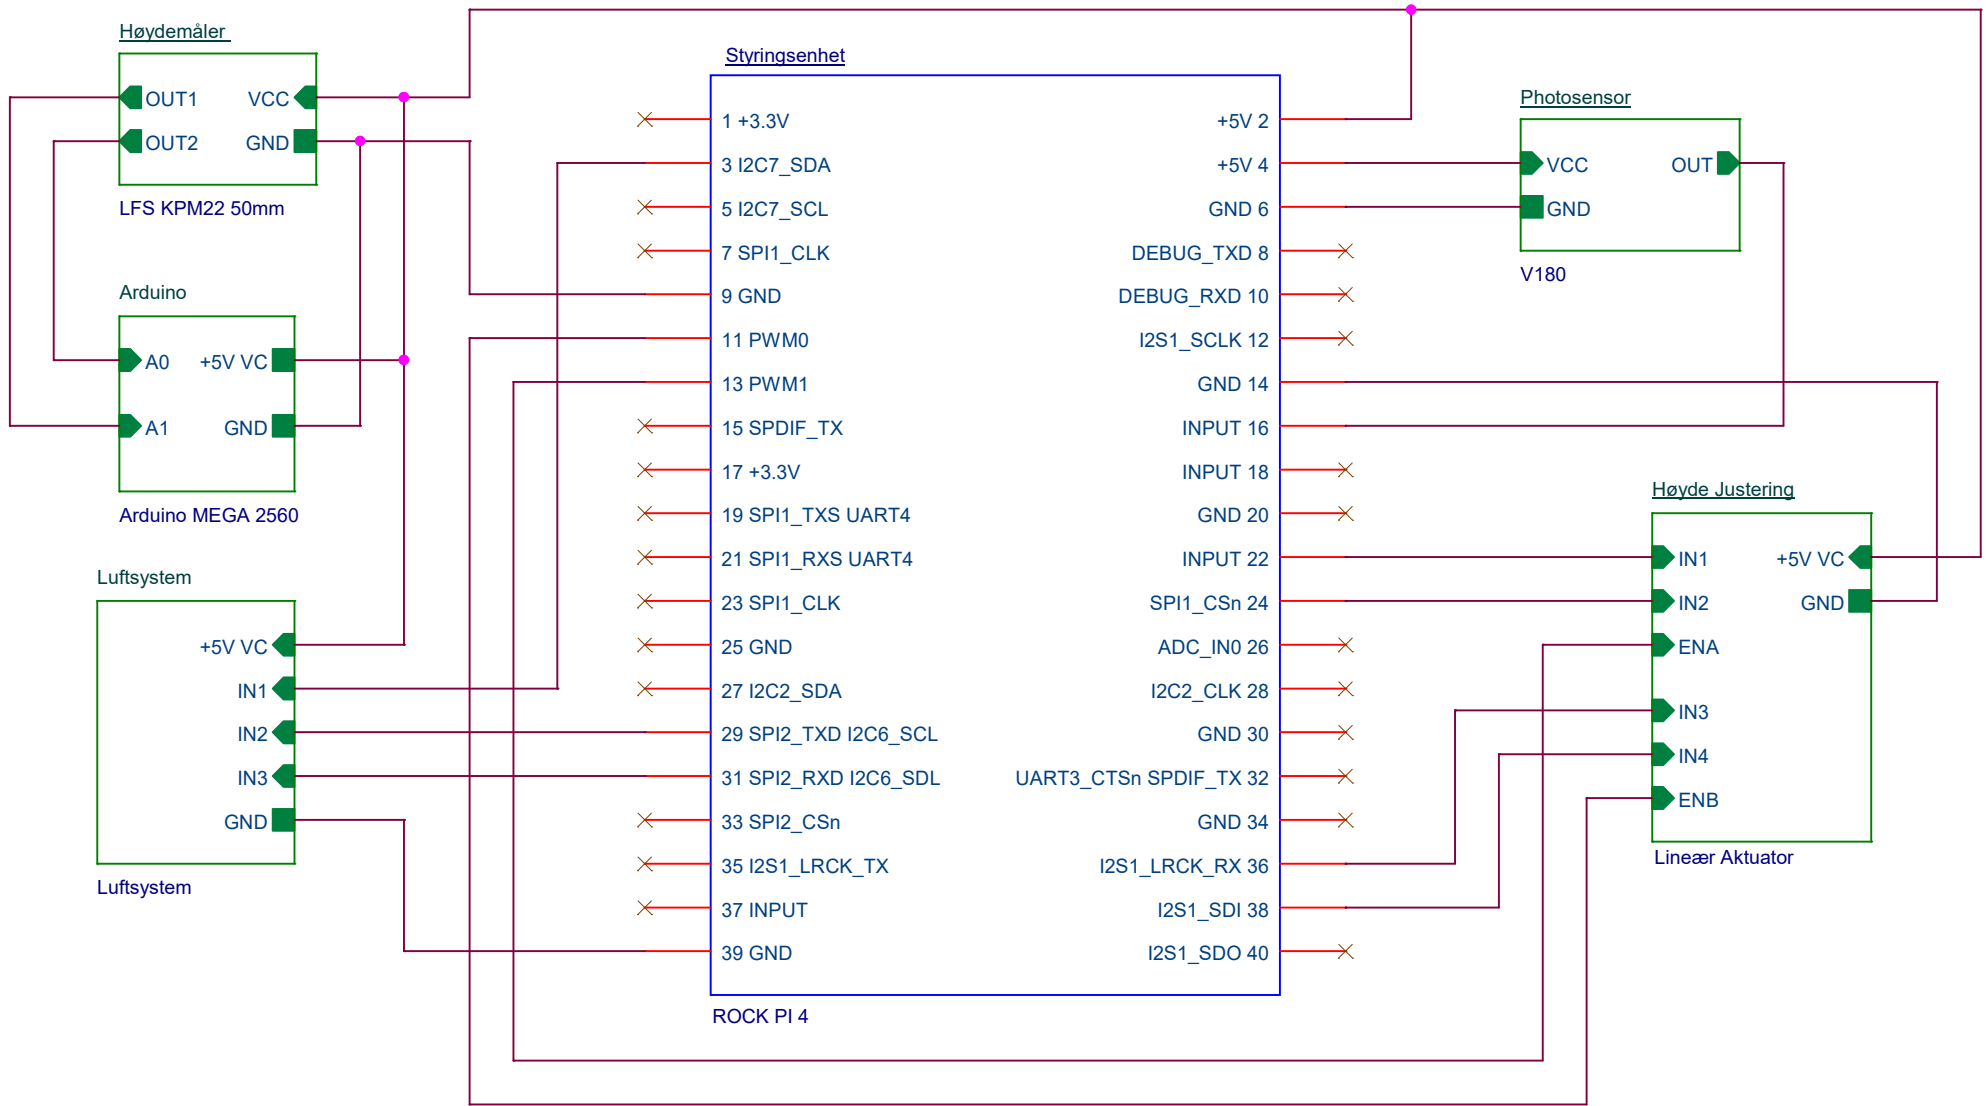 Høydemåler
OUT1
VCC
OUT2
GND
LFS KPM22 50mm
Arduino
A0
+5V VC
A1
GND
Arduino MEGA 2560
Luftsystem
+5V VC
IN1
IN2
IN3
GND
Luftsystem
Styringsenhet
1 +3.3V
3 I2C7_SDA
5 I2C7_SCL
7 SPI1_CLK
9 GND
11 PWM0
13 PWM1
15 SPDIF_TX
17 +3.3V
19 SPI1_TXS UART4
21 SPI1_RXS UART4
23 SPI1_CLK
25 GND
27 I2C2_SDA
29 SPI2_TXD I2C6_SCL
31 SPI2_RXD I2C6_SDL
33 SPI2_CSn
35 I2S1_LRCK_TX
37 INPUT
39 GND
+5V 2
+5V 4
GND 6
DEBUG_TXD 8
DEBUG_RXD 10
I2S1_SCLK 12
GND 14
INPUT 16
INPUT 18
GND 20
INPUT 22
SPI1_CSn 24
ADC_IN0 26
I2C2_CLK 28
GND 30
UART3_CTSn SPDIF_TX 32
GND 34
I2S1_LRCK_RX 36
I2S1_SDI 38
I2S1_SDO 40
ROCK PI 4
Photosensor
VCC
OUT
GND
V180
Høyde Justering
IN1
+5V VC
IN2
GND
ENA
IN3
IN4
ENB
Lineær Aktuator